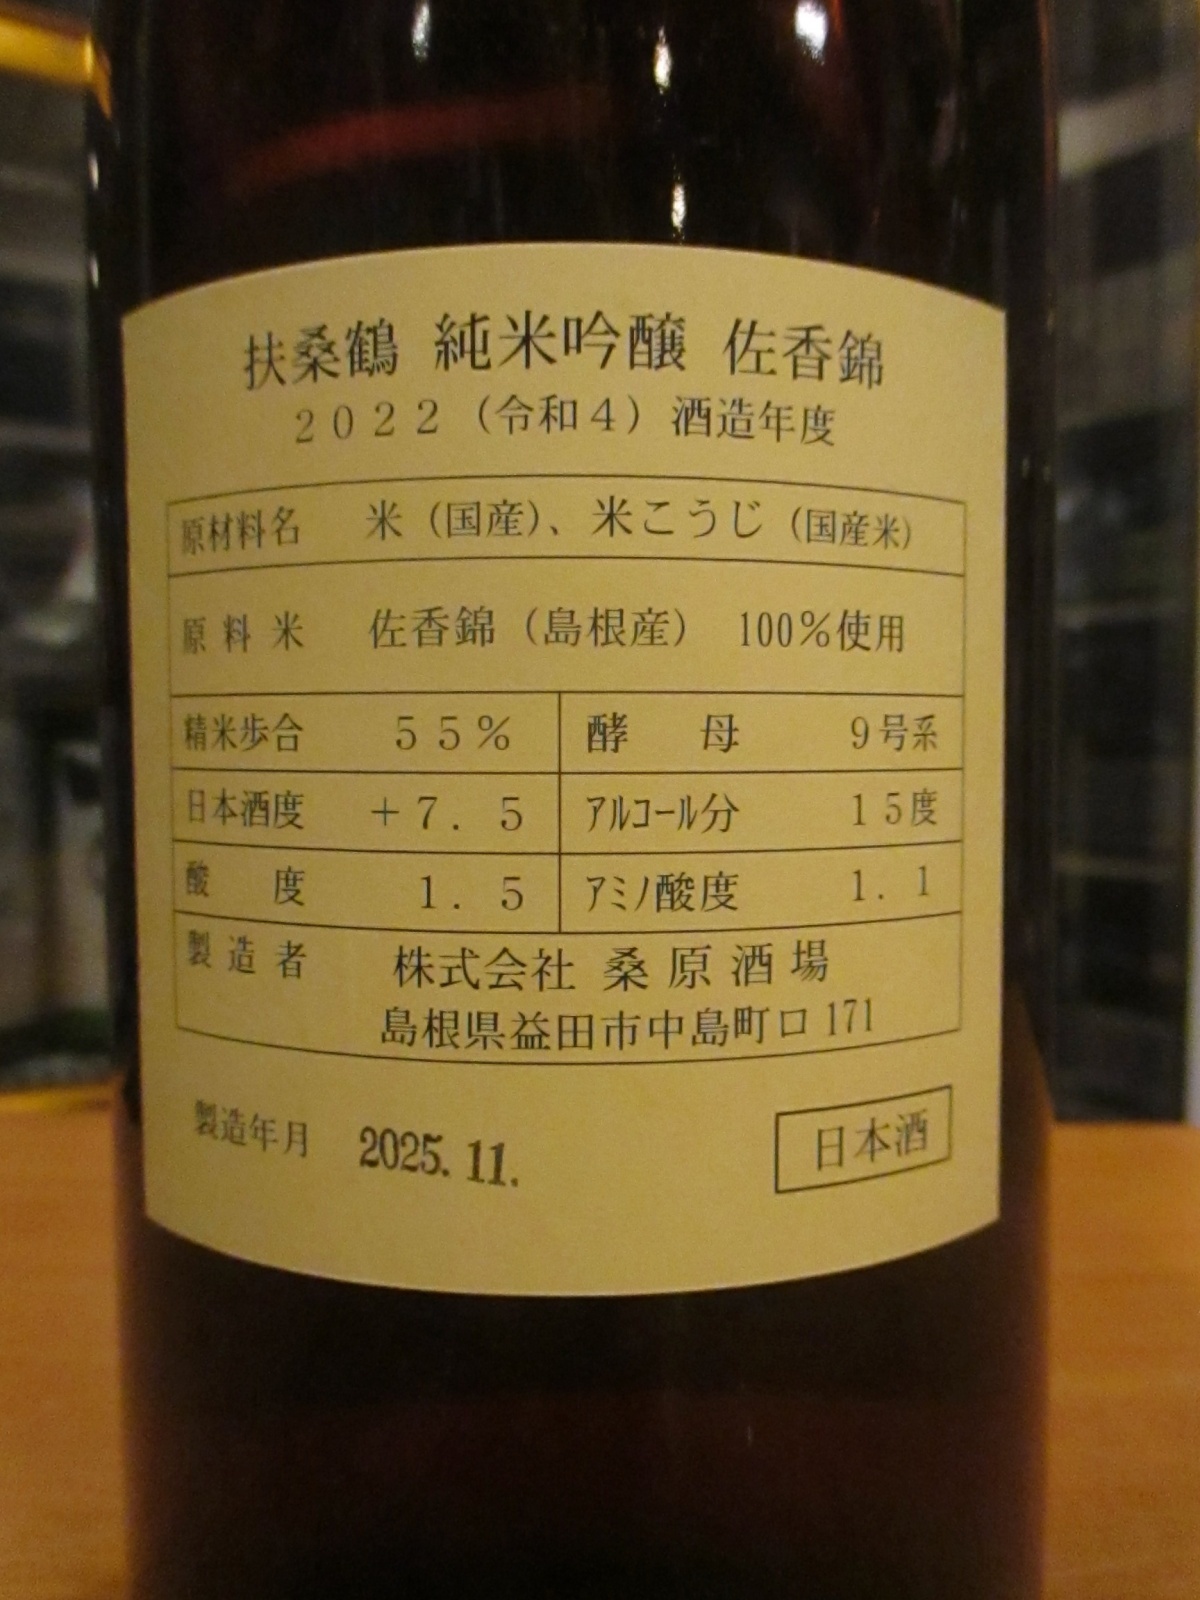 扶桑鶴 純米吟醸 佐香錦
２０２２（令和４）酒造年度
原材料名 米（国産）、米こうじ（国産米）
原料米 佐香錦（島根産） 100％使用
精米歩合 ５５％ 酵母 ９号系
日本酒度 ＋７．５ ｱﾙｺｰﾙ分 １５度
酸度 １．５ ｱﾐﾉ酸度 １．１
製造者 株式会社 桑原酒場
島根県益田市中島町ロ171
製造年月 2025.11.
日本酒